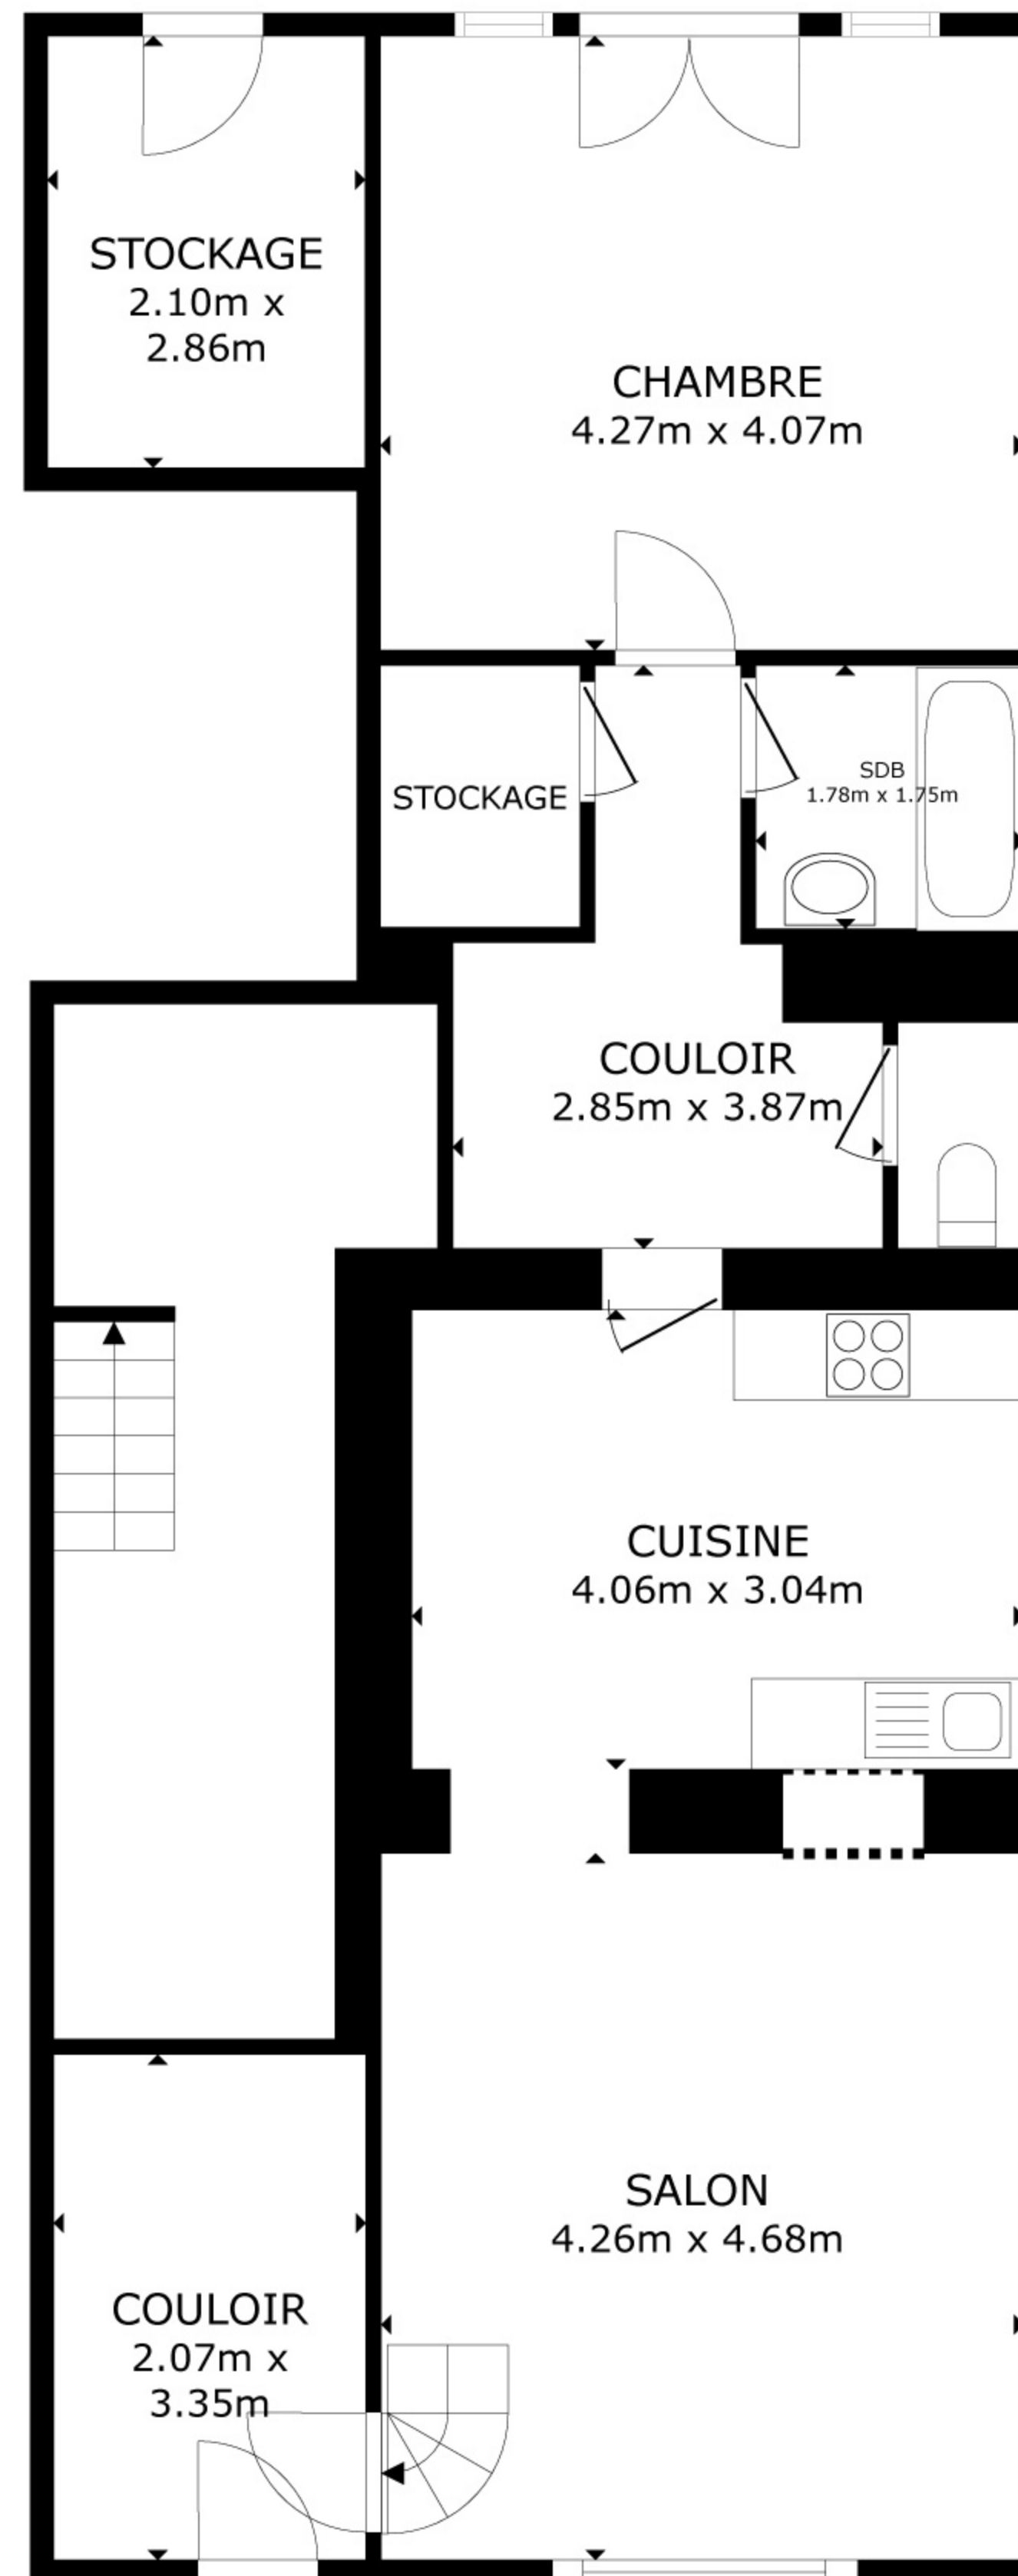 STOCKAGE
2.10m x
2.86m
CHAMBRE
4.27m x 4.07m
STOCKAGE
SDB
1.78m x 1.75m
COULOIR
2.85m x 3.87m
CUISINE
4.06m x 3.04m
SALON
4.26m x 4.68m
COULOIR
2.07m x
3.35m